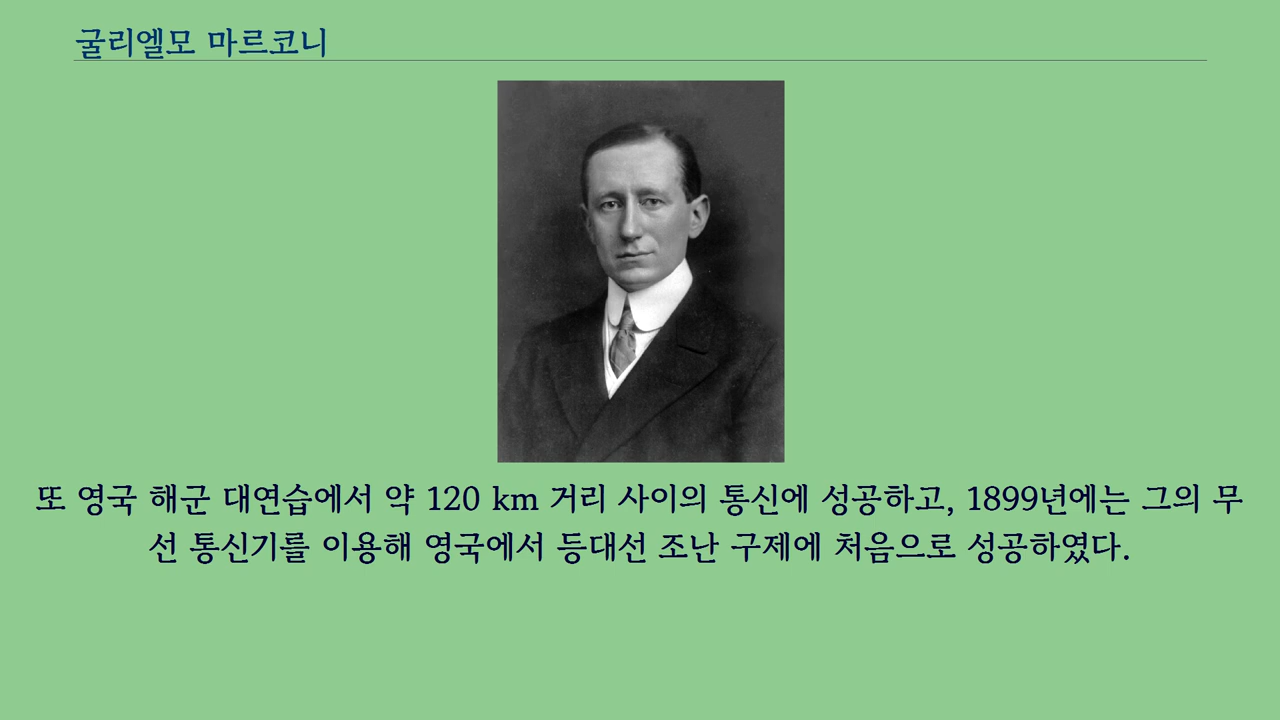 굴리엘모 마르코니
또 영국 해군 대연습에서 약 120 km 거리 사이의 통신에 성공하고, 1899년에는 그의 무
선 통신기를 이용해 영국에서 등대선 조난 구제에 처음으로 성공하였다.